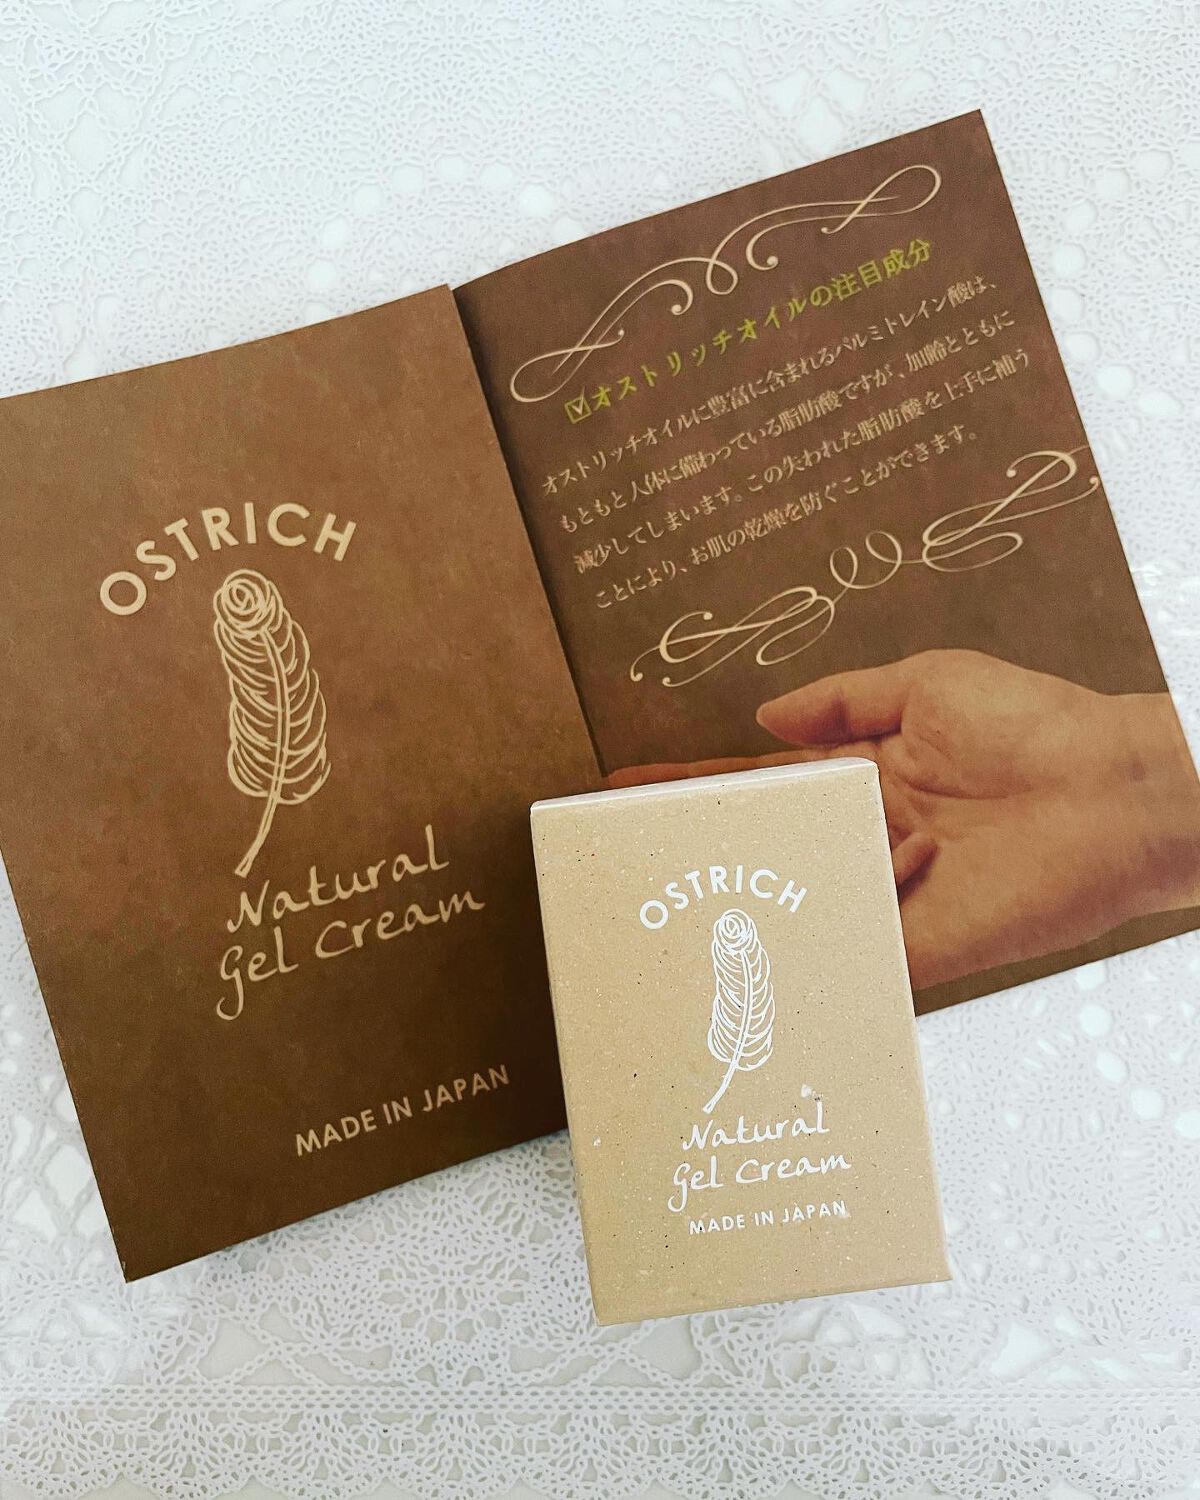 OSTRICH
Natural
Gel Cream
MADE IN JAPAN
オストリッチオイルの注目成分
オストリッチオイルに豊富に含まれるパルミトレイン酸は、
もともと人体に備わっている脂肪酸ですが、加齢とともに
減少してしまいます。この失われた脂肪酸を上手に補う
ことにより、お肌の乾燥を防ぐことができます。
OSTRICH
Natural
Gel Cream
MADE IN JAPAN